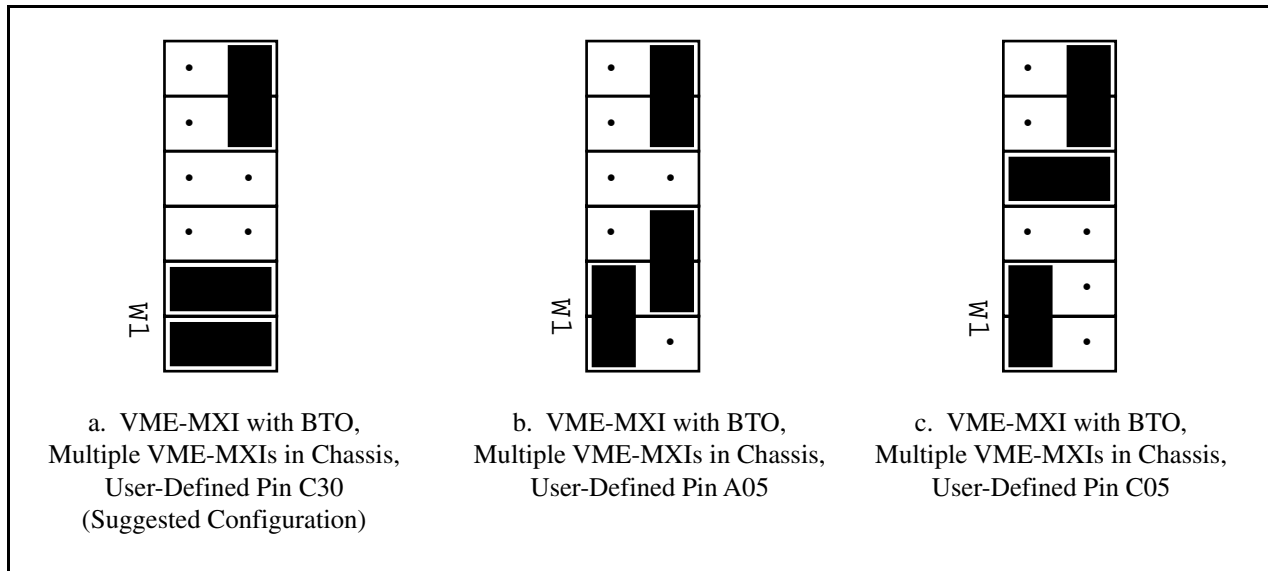 W1
W1
W1
a. VME-MXI with BTO,
Multiple VME-MXIs in Chassis,
User-Defined Pin C30
(Suggested Configuration)
b. VME-MXI with BTO,
Multiple VME-MXIs in Chassis,
User-Defined Pin A05
c. VME-MXI with BTO,
Multiple VME-MXIs in Chassis,
User-Defined Pin C05